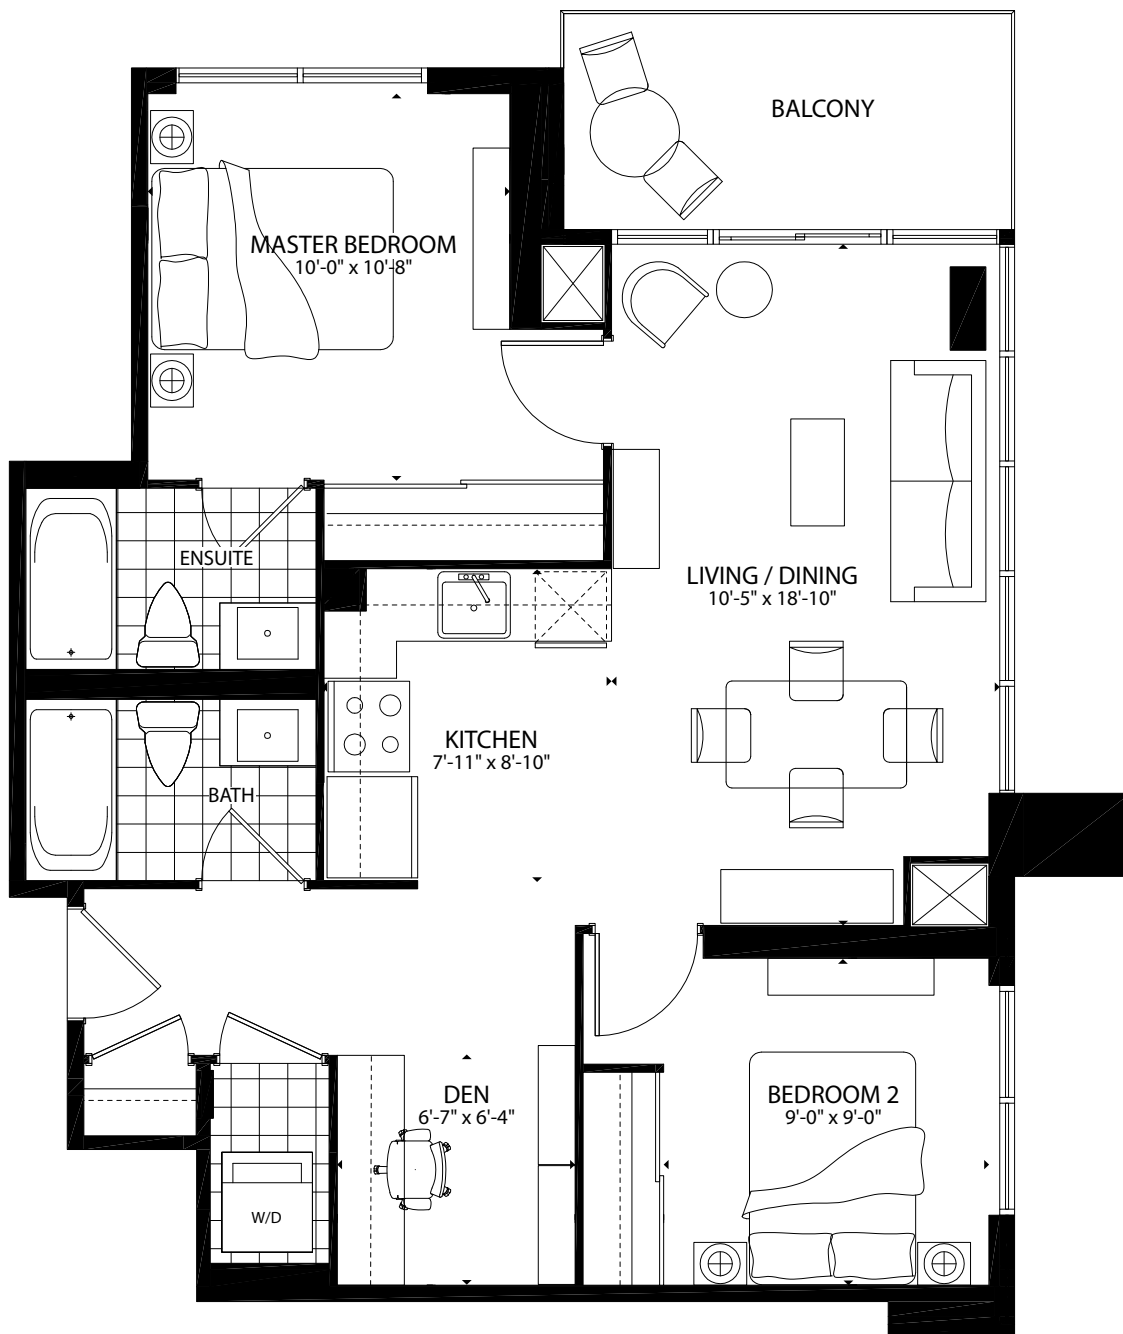 BALCONY
MASTER BEDROOM
10'-0" x 10'-8"
ENSUITE
LIVING / DINING
10'-5" x 18'-10"
KITCHEN
7'-11" x 8'-10"
BATH
DEN
6'-7" x 6'-4"
BEDROOM 2
9'-0" x 9'-0"
W/D